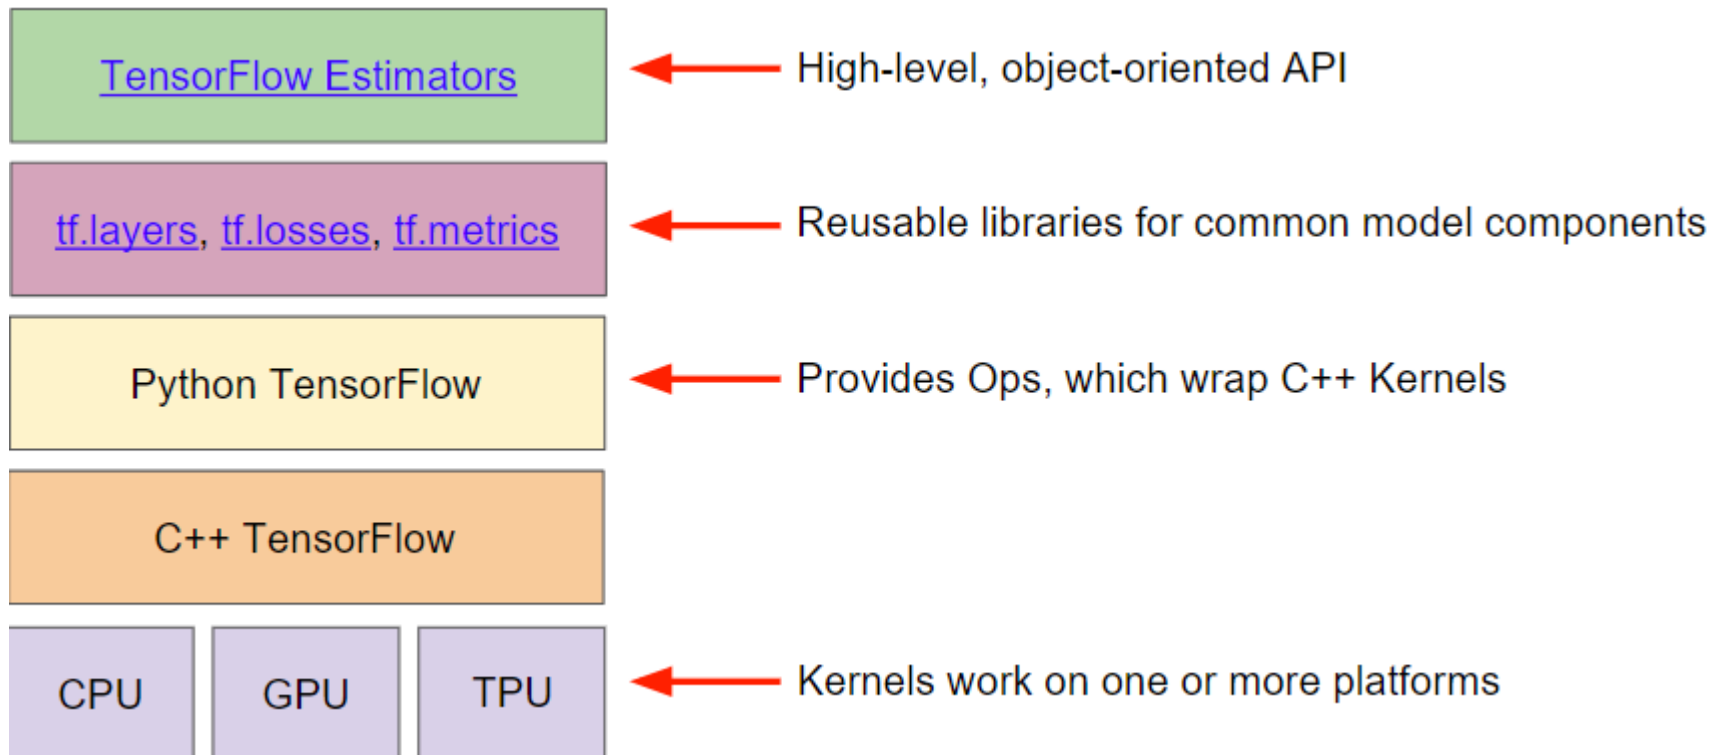 TensorFlow Estimators
High-level, object-oriented API
tf.layers, tf.losses, tf.metrics
Reusable libraries for common model components
Python TensorFlow
Provides Ops, which wrap C++ Kernels
C++ TensorFlow
CPU
GPU
TPU
Kernels work on one or more platforms